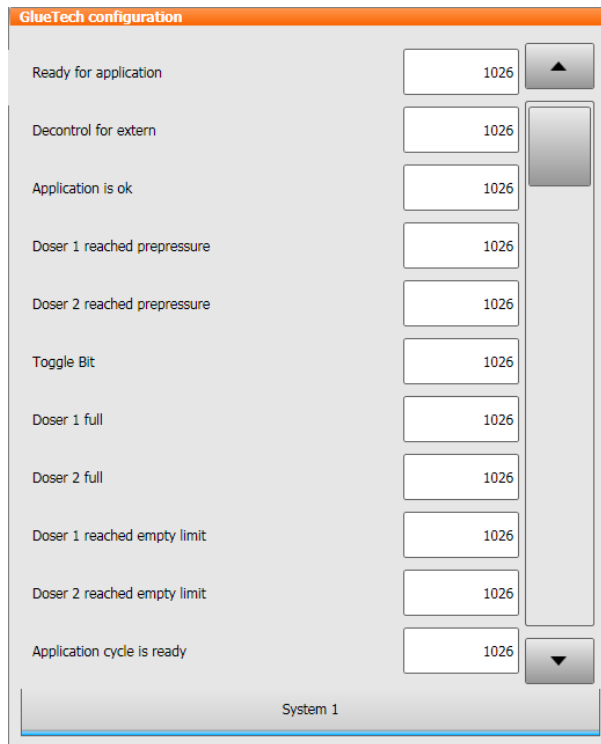 GlueTech configuration
Ready for application 1026
Decontrol for extern 1026
Application is ok 1026
Doser 1 reached prepressure 1026
Doser 2 reached prepressure 1026
Toggle Bit 1026
Doser 1 full 1026
Doser 2 full 1026
Doser 1 reached empty limit 1026
Doser 2 reached empty limit 1026
Application cycle is ready 1026
System 1